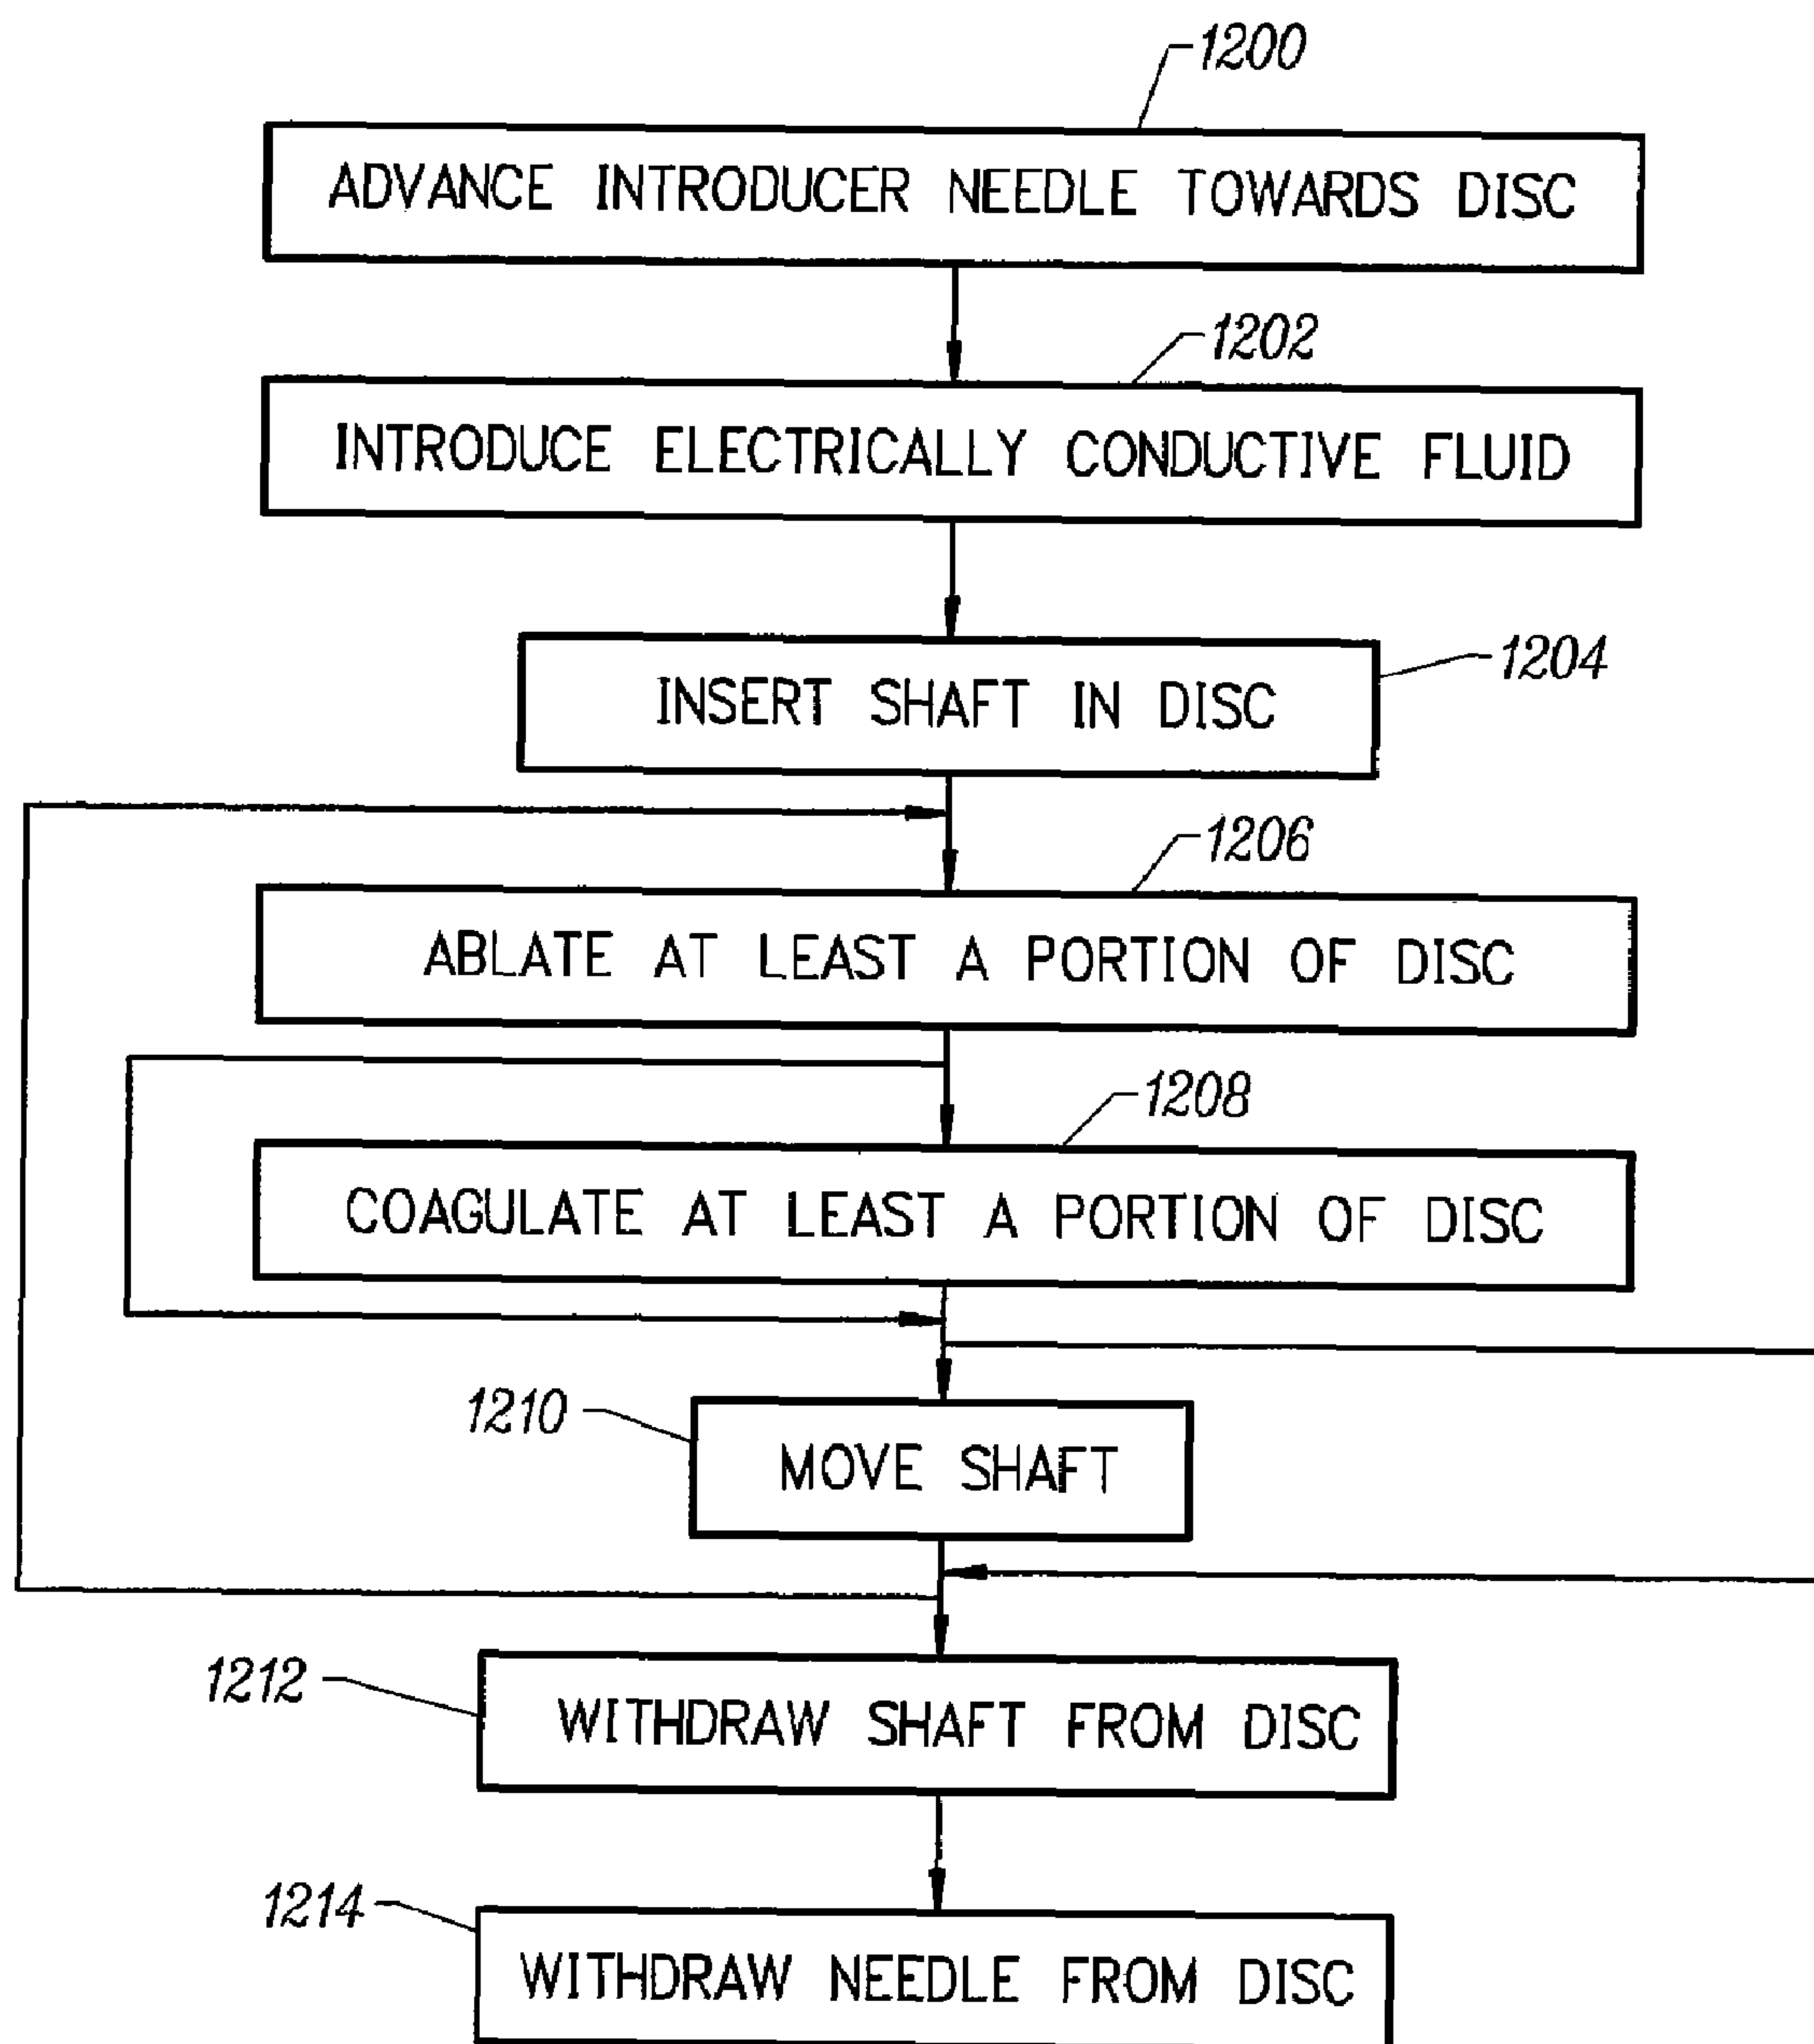 1200
ADVANCE INTRODUCER NEEDLE TOWARDS DISC
1202
INTRODUCE ELECTRICALLY CONDUCTIVE FLUID
1204
INSERT SHAFT IN DISC
1206
ABLATE AT LEAST A PORTION OF DISC
1208
COAGULATE AT LEAST A PORTION OF DISC
1210
MOVE SHAFT
1212
WITHDRAW SHAFT FROM DISC
1214
WITHDRAW NEEDLE FROM DISC